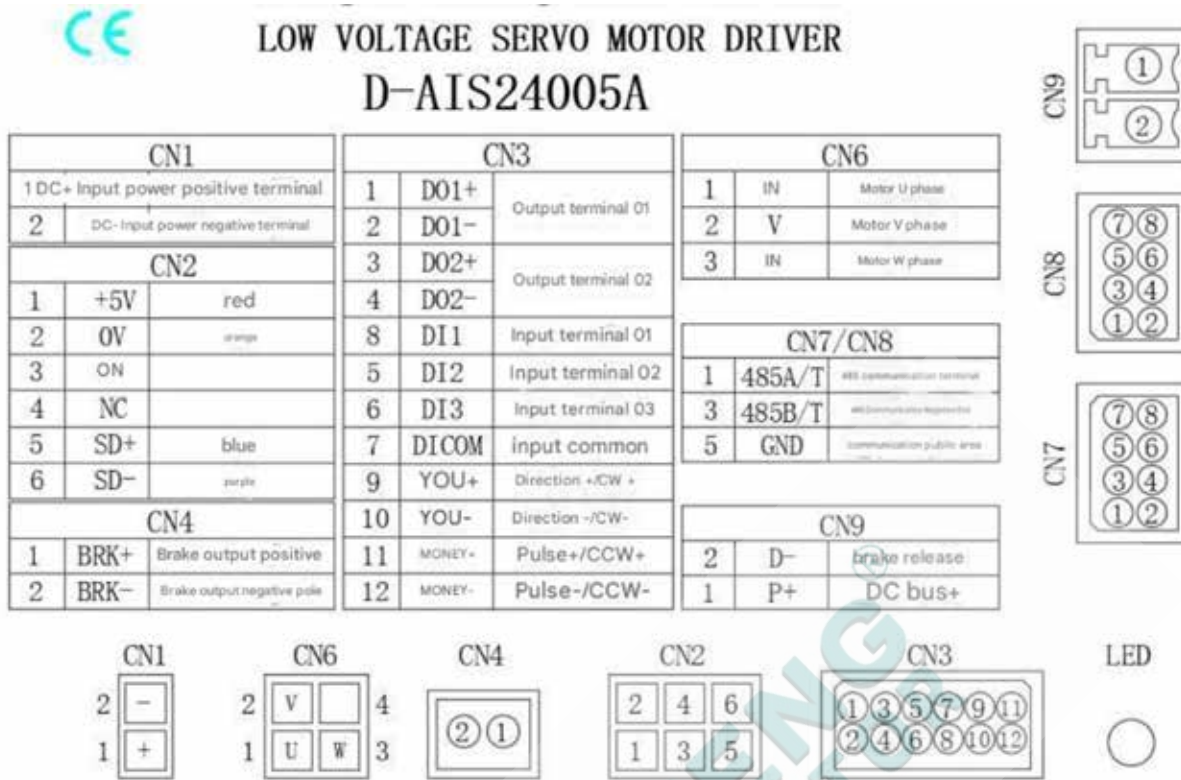 CE
LOW VOLTAGE SERVO MOTOR DRIVER
D-AIS24005A
CN1
1 DC+ Input power positive terminal
2 DC- Input power negative terminal
CN2
1 +5V red
2 0V orange
3 ON
4 NC
5 SD+ blue
6 SD- purple
CN4
1 BRK+ Brake output positive
2 BRK- Brake output negative pole
CN3
1 DO1+ Output terminal 01
2 DO1-
3 DO2+ Output terminal 02
4 DO2-
8 DI1 Input terminal 01
5 DI2 Input terminal 02
6 DI3 Input terminal 03
7 DICOM input common
9 YOU+ Direction +/CW +
10 YOU- Direction -/CW-
11 MONEY+ Pulse+/CCW+
12 MONEY- Pulse-/CCW-
CN6
1 IN Motor U phase
2 V Motor V phase
3 IN Motor W phase
CN7/CN8
1 485A/T 485 communication terminal
3 485B/T
5 GND communication public area
CN9
2 D- brake release
1 P+ DC bus+
CN9
1
2
CN8
7 8
5 6
3 4
1 2
CN7
7 8
5 6
3 4
1 2
CN1
2 -
1 +
CN6
2 V 4
1 U W 3
CN4
2 1
CN2
2 4 6
1 3 5
CN3
1 3 5 7 9 11
2 4 6 8 10 12
LED